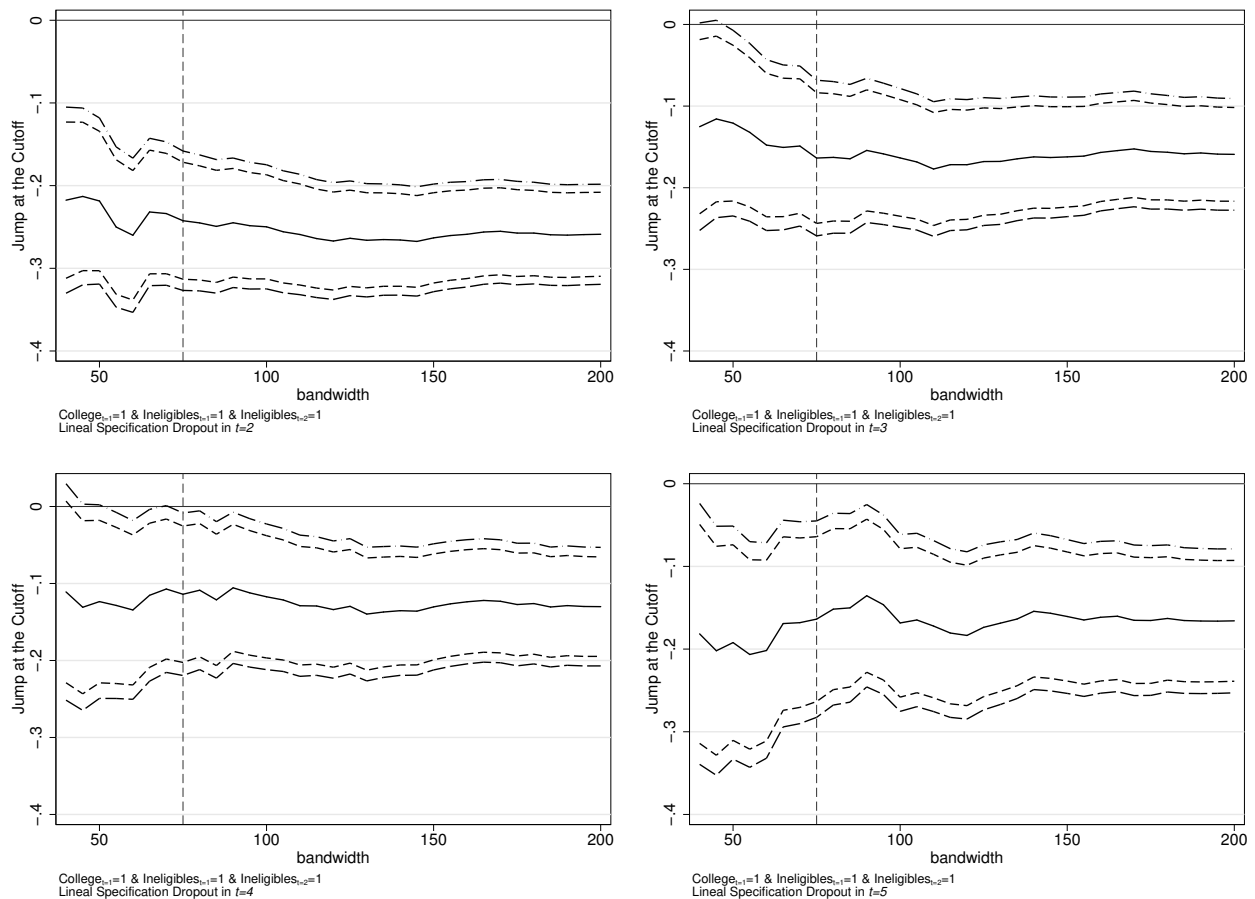 0
-.1
-.2
-.3
-.4
Jump at the Cutoff
50 100 150 200
bandwidth
College_{t=1}=1 & Ineligibles_{t=1}=1 & Ineligibles_{t=2}=1
Lineal Specification Dropout in t=2
0
-.1
-.2
-.3
-.4
Jump at the Cutoff
50 100 150 200
bandwidth
College_{t=1}=1 & Ineligibles_{t=1}=1 & Ineligibles_{t=2}=1
Lineal Specification Dropout in t=3
0
-.1
-.2
-.3
-.4
Jump at the Cutoff
50 100 150 200
bandwidth
College_{t=1}=1 & Ineligibles_{t=1}=1 & Ineligibles_{t=2}=1
Lineal Specification Dropout in t=4
0
-.1
-.2
-.3
-.4
Jump at the Cutoff
50 100 150 200
bandwidth
College_{t=1}=1 & Ineligibles_{t=1}=1 & Ineligibles_{t=2}=1
Lineal Specification Dropout in t=5